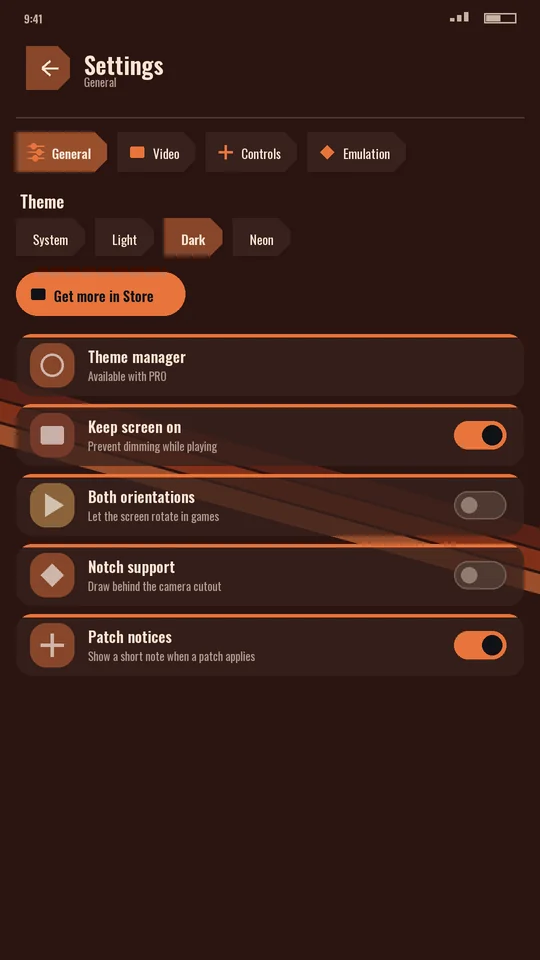 9:41
Settings
General
General
Video
Controls
Emulation
Theme
System
Light
Dark
Neon
Get more in Store
Theme manager
Available with PRO
Keep screen on
Prevent dimming while playing
Both orientations
Let the screen rotate in games
Notch support
Draw behind the camera cutout
Patch notices
Show a short note when a patch applies